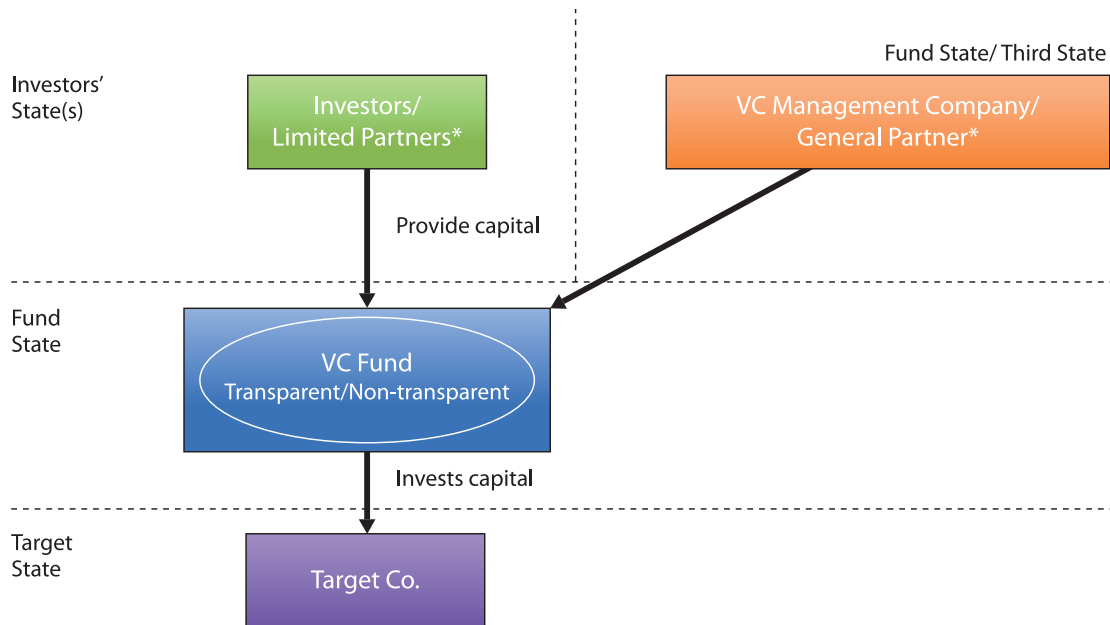 Investors'
State(s)
Investors/
Limited Partners*
Fund State/ Third State
VC Management Company/
General Partner*
Provide capital
Fund
State
VC Fund
Transparent/Non-transparent
Invests capital
Target
State
Target Co.